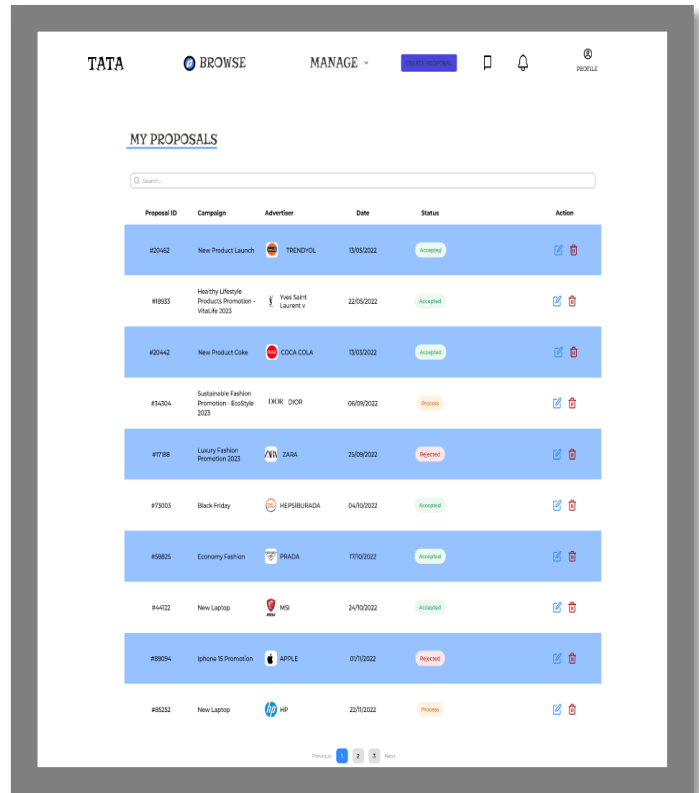 TATA BROWSE MANAGE CREATE PROPOSAL PROFILE
MY PROPOSALS
Search...
Proposal ID Campaign Advertiser Date Status Action
#20462 New Product Launch TRENDYOL 13/05/2022 Accepted
#18933 Healthy Lifestyle Products Promotion - VitaLife 2023 Yves Saint Laurent v 22/05/2022 Accepted
#20442 New Product Coke COCA COLA 13/03/2022 Accepted
#34304 Sustainable Fashion Promotion - EcoStyle 2023 DIOR DIOR 06/09/2022 Process
#17188 Luxury Fashion Promotion 2023 ZARA ZARA 25/09/2022 Rejected
#73003 Black Friday HEPSİBURADA 04/10/2022 Accepted
#58825 Economy Fashion PRADA 17/10/2022 Accepted
#44122 New Laptop MSI 24/10/2022 Accepted
#89094 Iphone 15 Promotion APPLE 01/11/2022 Rejected
#85252 New Laptop hp HP 22/11/2022 Process
Previous 1 2 3 Next